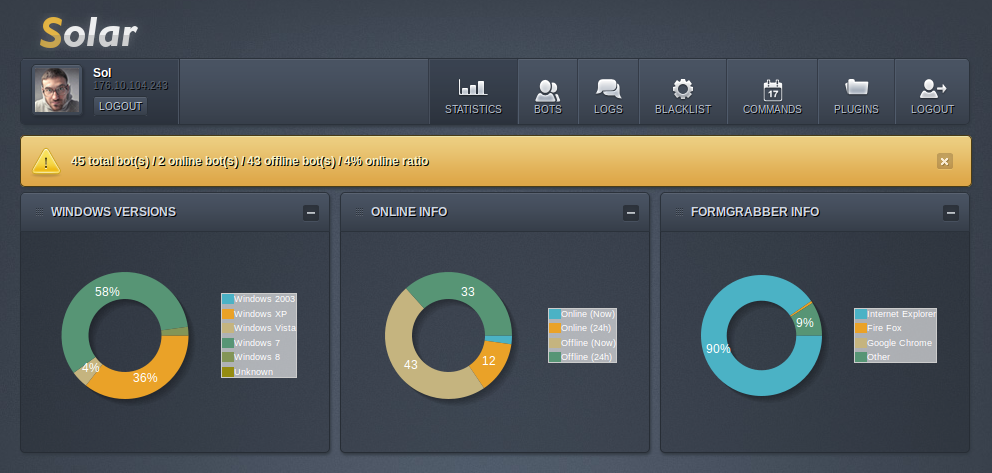 Solar
Sol
176.10.104.243
LOGOUT
STATISTICS
BOTS
LOGS
BLACKLIST
17
COMMANDS
PLUGINS
LOGOUT
45 total bot(s) / 2 online bot(s) / 43 offline bot(s) / 4% online ratio
WINDOWS VERSIONS
58%
4%
36%
Windows 2003
Windows XP
Windows Vista
Windows 7
Windows 8
Unknown
ONLINE INFO
33
43
12
Online (Now)
Online (24h)
Offline (Now)
Offline (24h)
FORMGRABBER INFO
9%
90%
Internet Explorer
Fire Fox
Google Chrome
Other